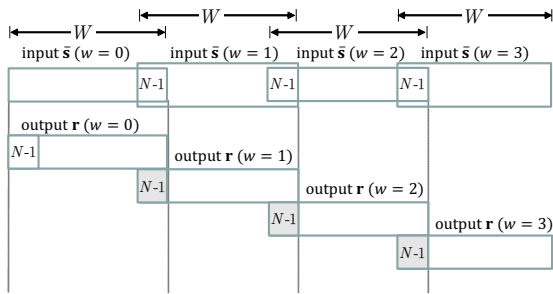 W W
W W
input s̄ (w = 0) input s̄ (w = 1) input s̄ (w = 2) input s̄ (w = 3)
N-1 N-1 N-1
output r (w = 0)
N-1
output r (w = 1)
N-1
output r (w = 2)
N-1
output r (w = 3)
N-1